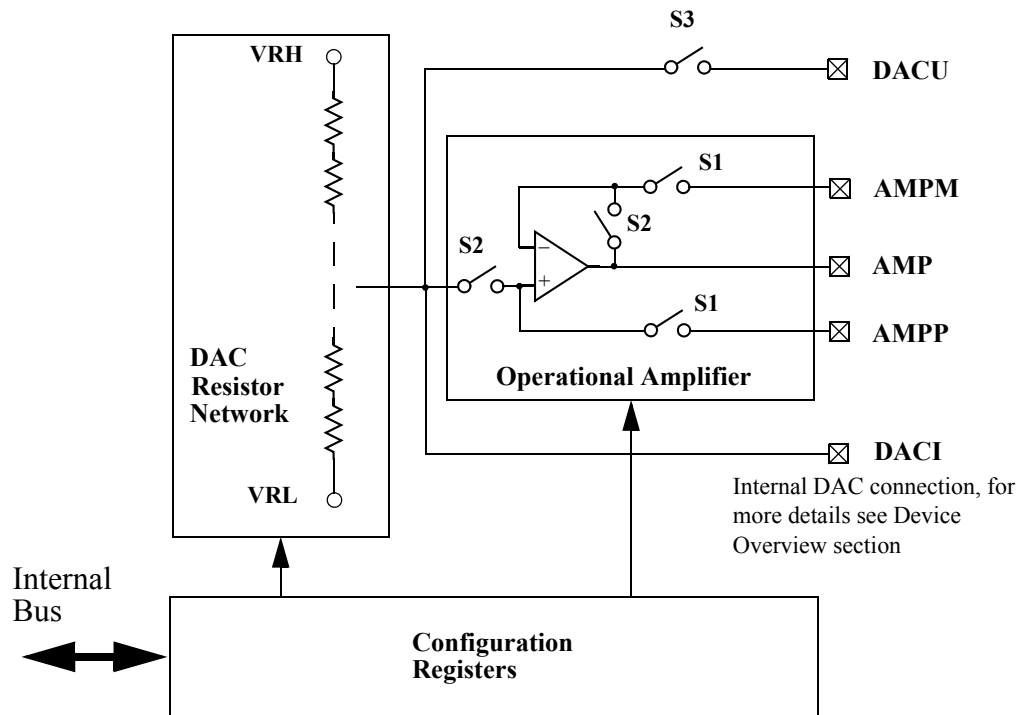 S3
VRH
DACU
S1
AMPM
S2
S2
−
AMP
+
S1
AMPP
DAC
Resistor
Network
Operational Amplifier
DACI
VRL
Internal DAC connection, for
more details see Device
Overview section
Internal
Bus
Configuration
Registers